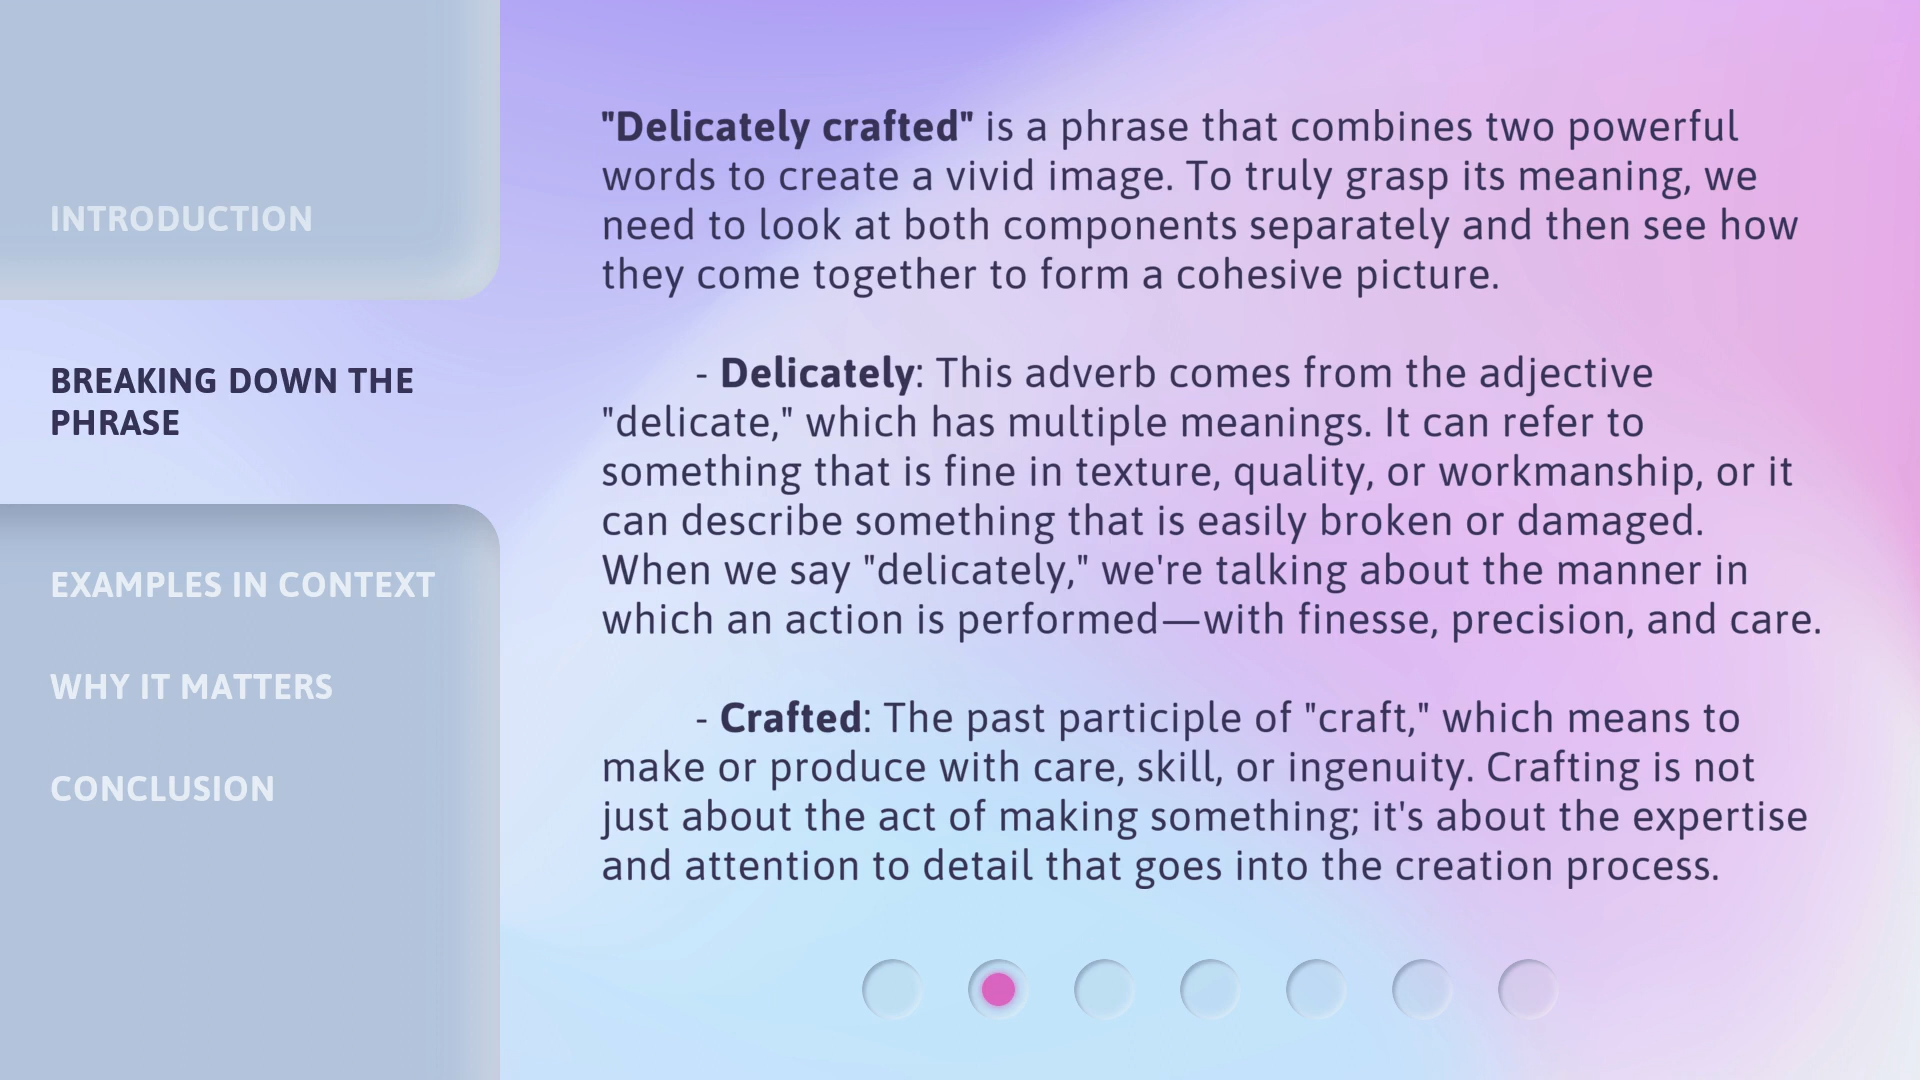 INTRODUCTION
BREAKING DOWN THE
PHRASE
EXAMPLES IN CONTEXT
WHY IT MATTERS
CONCLUSION
"Delicately crafted" is a phrase that combines two powerful
words to create a vivid image. To truly grasp its meaning, we
need to look at both components separately and then see how
they come together to form a cohesive picture.
- Delicately: This adverb comes from the adjective
"delicate," which has multiple meanings. It can refer to
something that is fine in texture, quality, or workmanship, or it
can describe something that is easily broken or damaged.
When we say "delicately," we're talking about the manner in
which an action is performed—with finesse, precision, and care.
- Crafted: The past participle of "craft," which means to
make or produce with care, skill, or ingenuity. Crafting is not
just about the act of making something; it's about the expertise
and attention to detail that goes into the creation process.